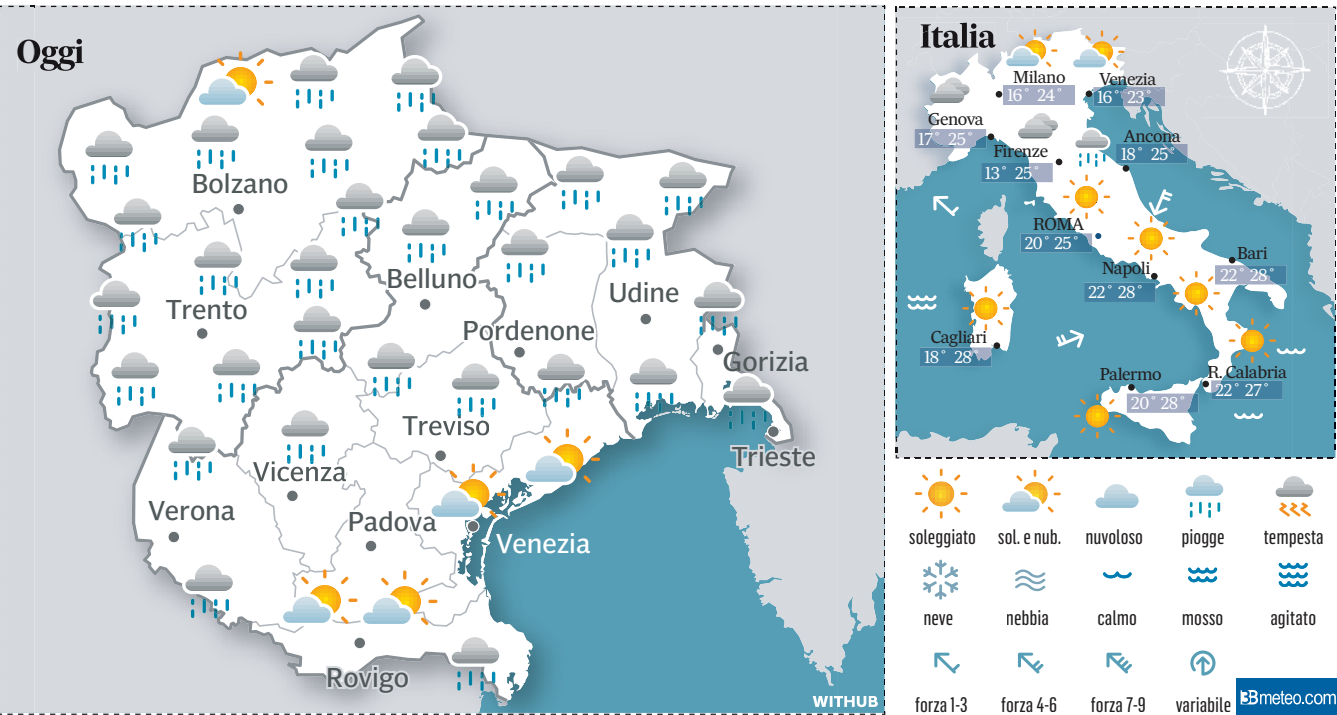 Oggi
Bolzano
Trento
Belluno
Udine
Pordenone
Gorizia
Treviso
Trieste
Vicenza
Verona
Padova
Venezia
Rovigo
WITHUB
Italia
Milano
16° 24°
Venezia
16° 23°
Genova
17° 25°
Firenze
13° 25°
Ancona
18° 25°
ROMA
20° 25°
Napoli
22° 28°
Bari
22° 28°
Cagliari
18° 28°
Palermo
20° 28°
R. Calabria
22° 27°
soleggiato
sol. e nub.
nuvoloso
piogge
tempesta
neve
nebbia
calmo
mosso
agitato
forza 1-3
forza 4-6
forza 7-9
variabile
3Bmeteo.com